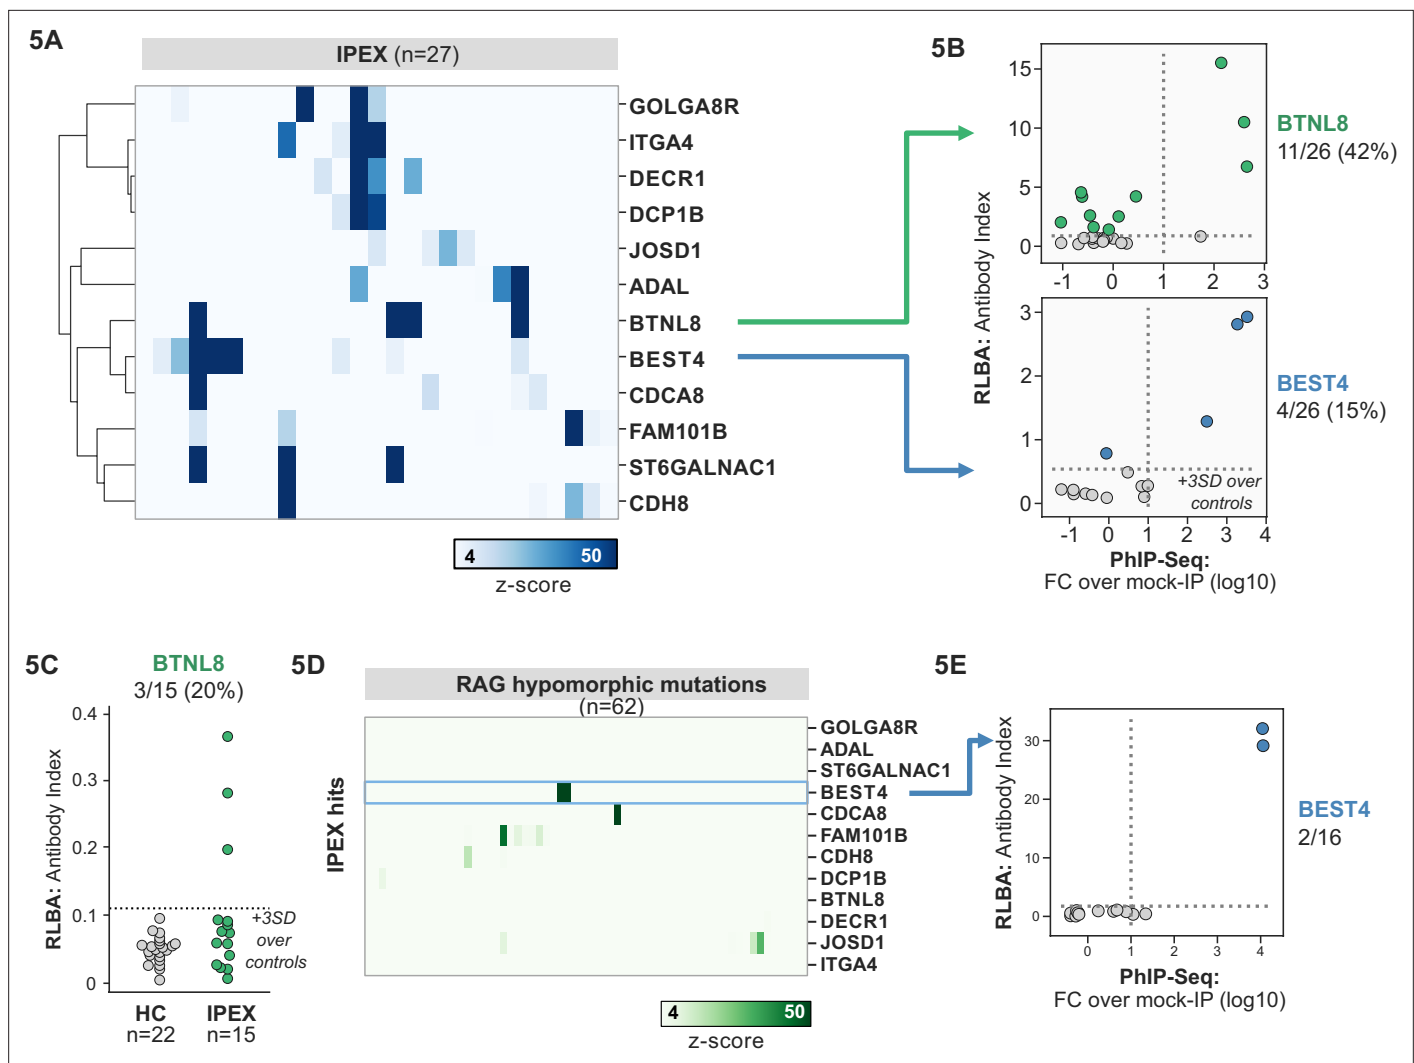 5A
IPEX (n=27)
GOLGA8R
ITGA4
DECR1
DCP1B
JOSD1
ADAL
BTNL8
BEST4
CDCA8
FAM101B
ST6GALNAC1
CDH8
4 50
z-score
5B
RLBA: Antibody Index
15
10
5
0
-1 0 1 2 3
BTNL8
11/26 (42%)
3
2
1
0
+3SD over
controls
-1 0 1 2 3 4
PhIP-Seq:
FC over mock-IP (log10)
BEST4
4/26 (15%)
5C
BTNL8
3/15 (20%)
RLBA: Antibody Index
0.4
0.3
0.2
0.1
0
+3SD
over
controls
HC IPEX
n=22 n=15
5D
RAG hypomorphic mutations
(n=62)
IPEX hits
GOLGA8R
ADAL
ST6GALNAC1
BEST4
CDCA8
FAM101B
CDH8
DCP1B
BTNL8
DECR1
JOSD1
ITGA4
4 50
z-score
5E
RLBA: Antibody Index
30
20
10
0
0 1 2 3 4
PhIP-Seq:
FC over mock-IP (log10)
BEST4
2/16